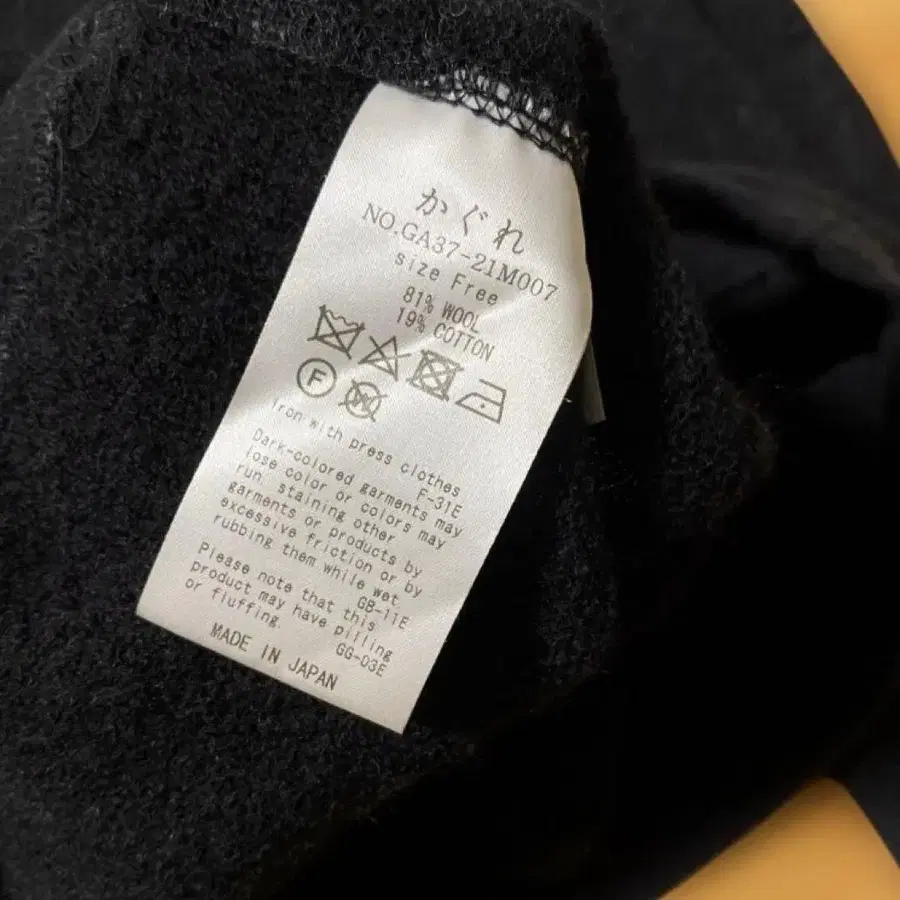 かぐれ
NO.GA37-21M007
size Free
81% WOOL
19% COTTON
F
W
Iron with press clothes
F-31E
Dark-colored garments may
lose color or colors may
run, staining other
garments or products by
excessive friction or by
rubbing them while wet.
GB-11E
Please note that this
product may have pilling
or fluffing.
GG-03E
MADE IN JAPAN